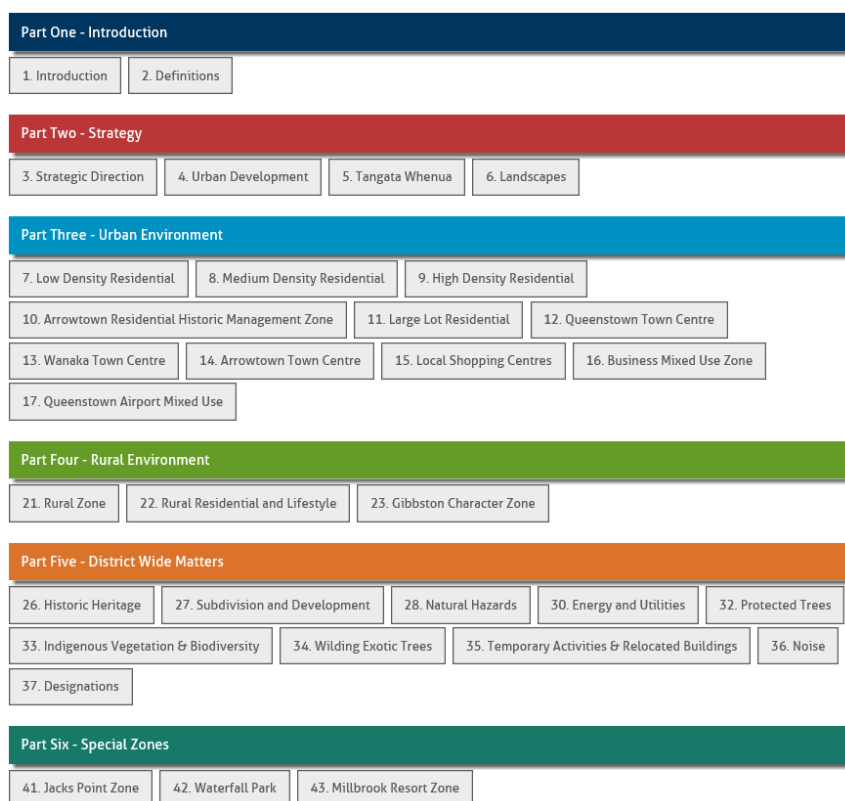 Part One - Introduction
1. Introduction 2. Definitions
Part Two - Strategy
3. Strategic Direction 4. Urban Development 5. Tangata Whenua 6. Landscapes
Part Three - Urban Environment
7. Low Density Residential 8. Medium Density Residential 9. High Density Residential
10. Arrowtown Residential Historic Management Zone 11. Large Lot Residential 12. Queenstown Town Centre
13. Wanaka Town Centre 14. Arrowtown Town Centre 15. Local Shopping Centres 16. Business Mixed Use Zone
17. Queenstown Airport Mixed Use
Part Four - Rural Environment
21. Rural Zone 22. Rural Residential and Lifestyle 23. Gibbston Character Zone
Part Five - District Wide Matters
26. Historic Heritage 27. Subdivision and Development 28. Natural Hazards 30. Energy and Utilities 32. Protected Trees
33. Indigenous Vegetation & Biodiversity 34. Wilding Exotic Trees 35. Temporary Activities & Relocated Buildings 36. Noise
37. Designations
Part Six - Special Zones
41. Jacks Point Zone 42. Waterfall Park 43. Millbrook Resort Zone